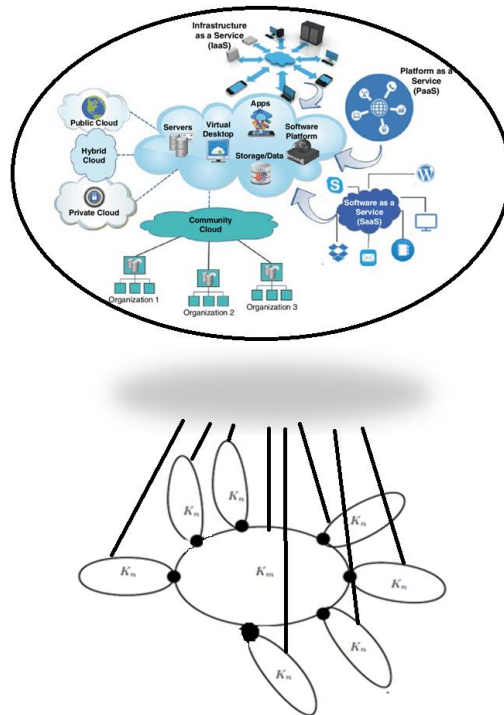 Infrastructure
as a Service
(IaaS)
Platform as a
Service
(PaaS)
Public Cloud
Hybrid
Cloud
Private Cloud
Servers
Virtual
Desktop
Apps
Software
Platform
Storage/Data
Community
Cloud
Software as a
Service
(SaaS)
Organization 1
Organization 2
Organization 3
Kn
Kn
Kn
Kn
Km
Kn
Kn
Kn